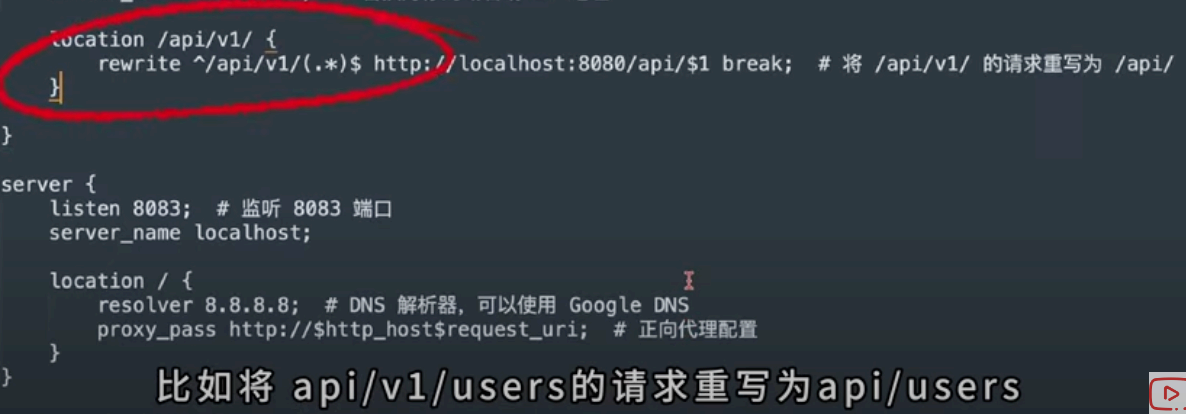 location /api/v1/ {
rewrite ^/api/v1/(.*)$ http://localhost:8080/api/$1 break;  # 将 /api/v1/ 的请求重写为 /api/
}
}
server {
listen 8083;  # 监听 8083 端口
server_name localhost;
location / {
resolver 8.8.8.8;  # DNS 解析器，可以使用 Google DNS
proxy_pass http://$http_host$request_uri;  # 正向代理配置
}
}
比如将 api/v1/users的请求重写为api/users